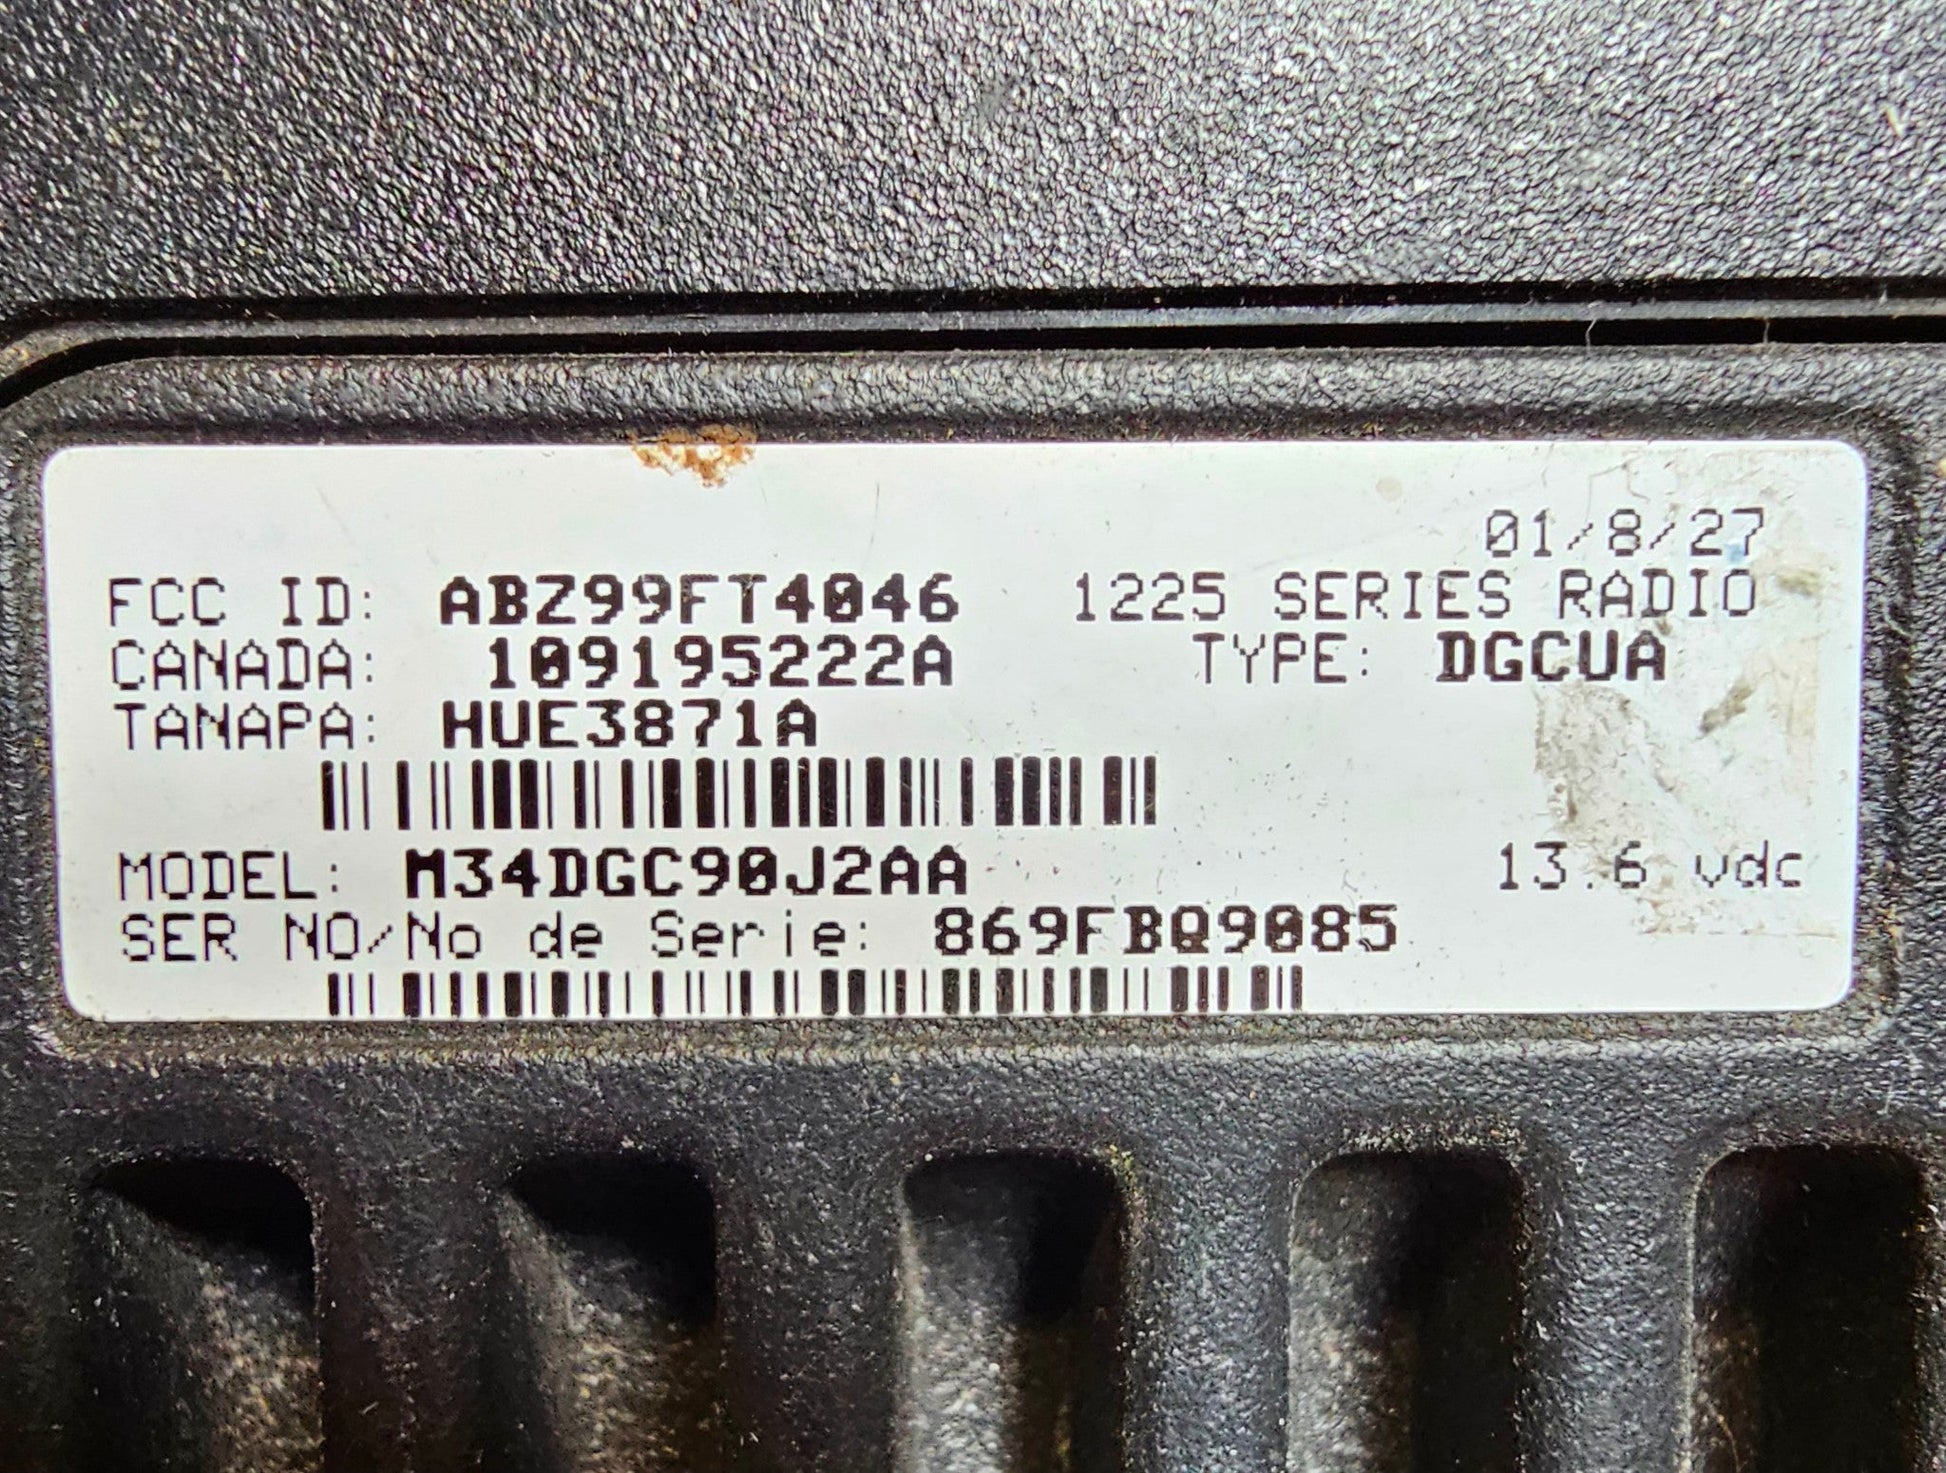 01/8/27
FCC ID: ABZ99FT4046 1225 SERIES RADIO
CANADA: 109195222A TYPE: DGCUA
TANAPA: HUE3871A
MODEL: M34DGC90J2AA 13.6 vdc
SER NO/No de Serie: 869FBQ9085